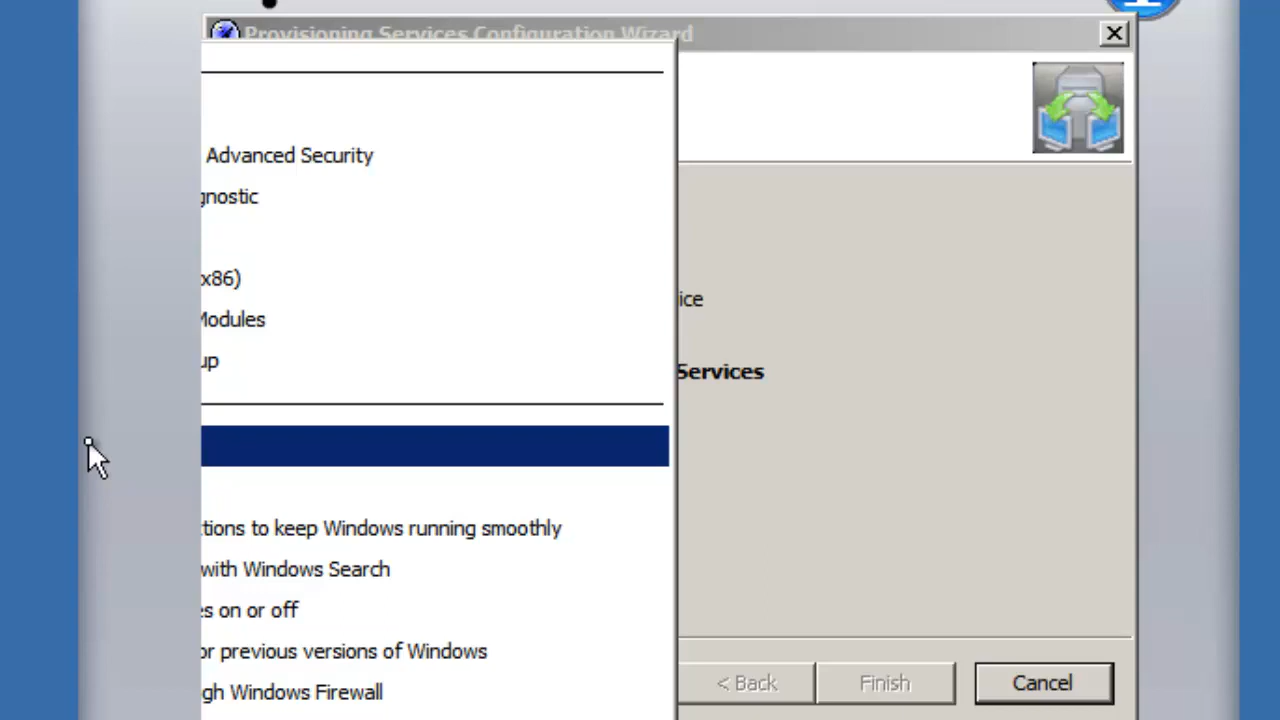 Provisioning Services Configuration Wizard
Advanced Security
gnostic
x86)
Modules
ice
up
Services
tions to keep Windows running smoothly
with Windows Search
es on or off
or previous versions of Windows
gh Windows Firewall
< Back
Finish
Cancel